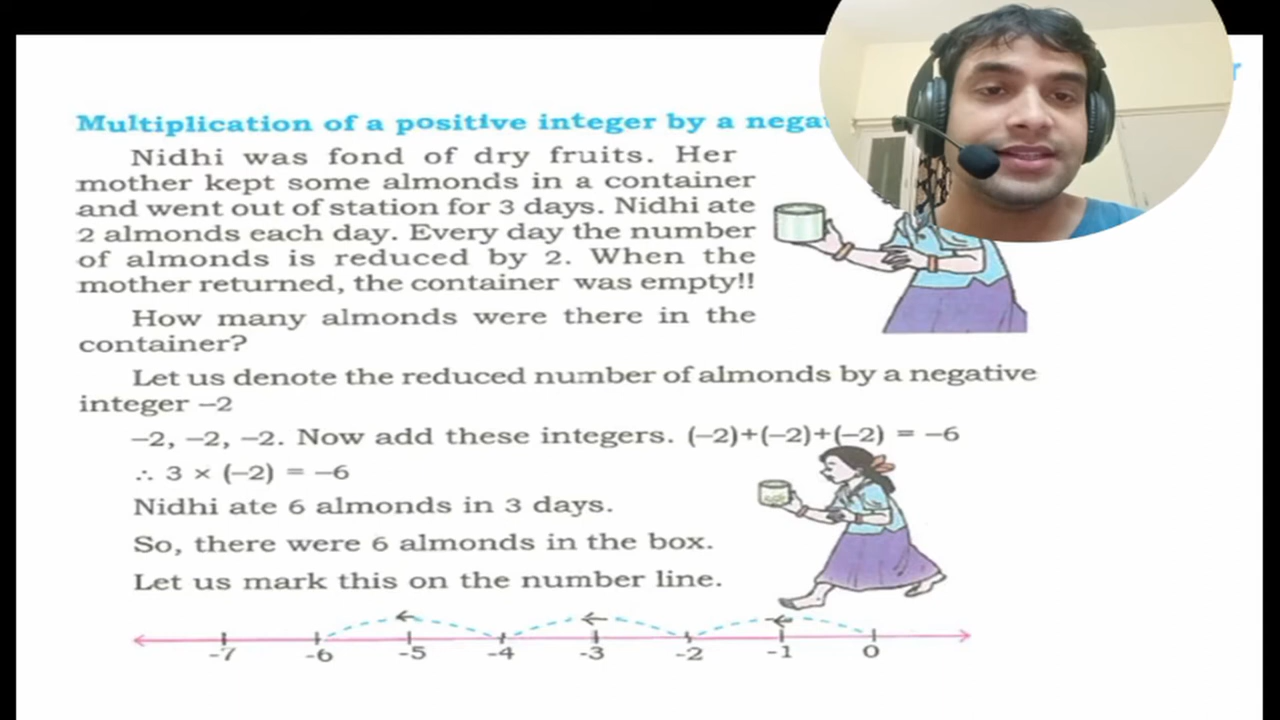 Multiplication of a positive integer by a
Nidhi was fond of dry fruits. Her
mother kept some almonds in a container
and went out of station for 3 days. Nidhi ate
2 almonds each day. Every day the number
of almonds is reduced by 2. When the
mother returned, the container was empty!!
How many almonds were there in the
container?
Let us denote the reduced number of almonds by a negative
integer –2
–2, –2, –2. Now add these integers. (–2)+(–2)+(–2) = –6
∴ 3 × (–2) = –6
Nidhi ate 6 almonds in 3 days.
So, there were 6 almonds in the box.
Let us mark this on the number line.
-7 -6 -5 -4 -3 -2 -1 0